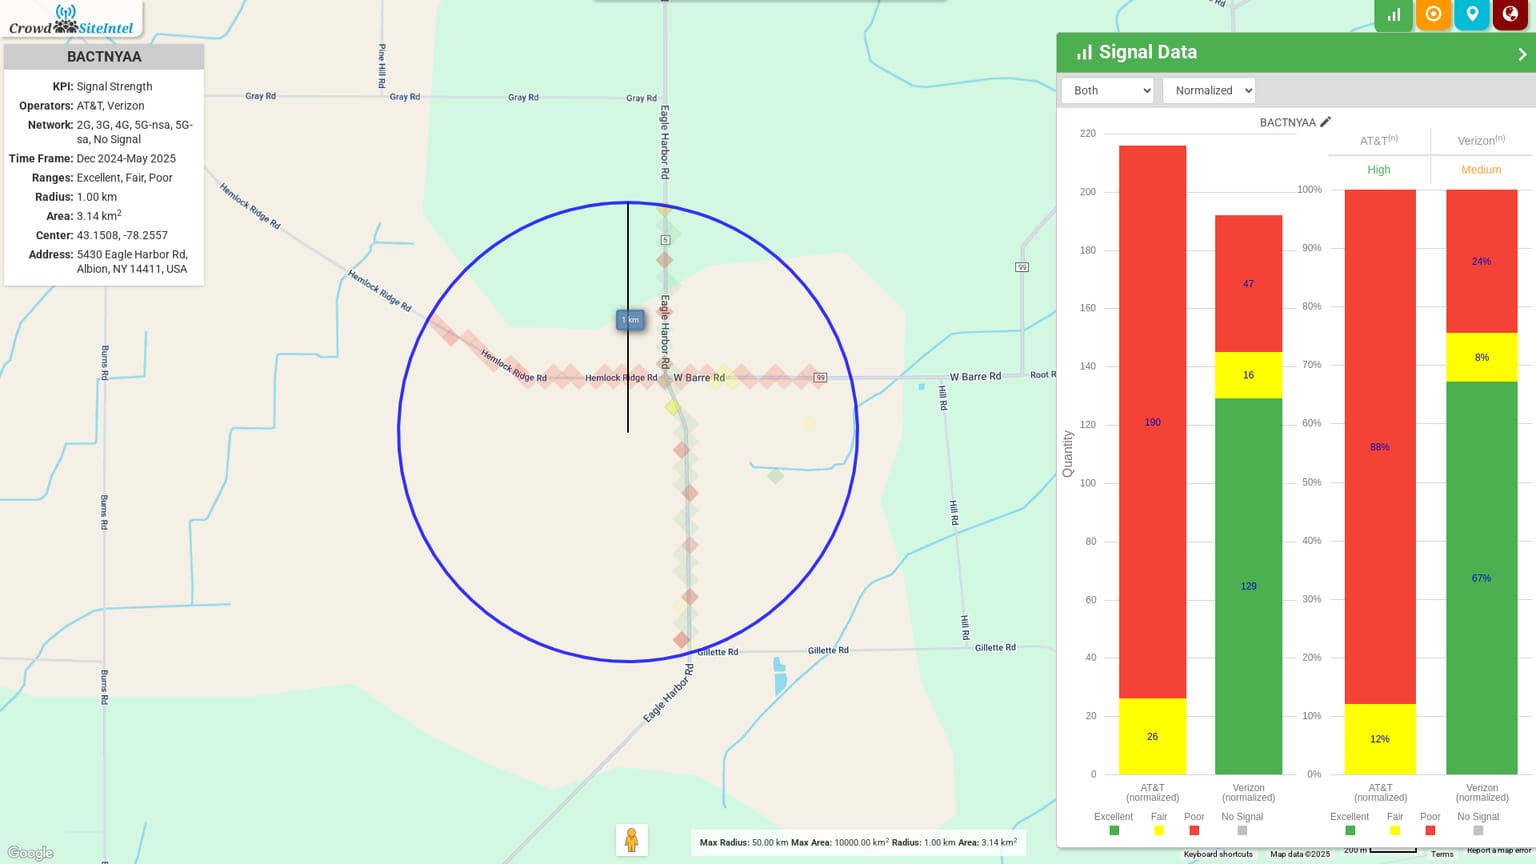 Crowd SiteIntel
BACTNYAA
KPI: Signal Strength
Operators: AT&T, Verizon
Network: 2G, 3G, 4G, 5G-nsa, 5G-
sa, No Signal
Time Frame: Dec 2024-May 2025
Ranges: Excellent, Fair, Poor
Radius: 1.00 km
Area: 3.14 km2
Center: 43.1508, -78.2557
Address: 5430 Eagle Harbor Rd,
Albion, NY 14411, USA
Pine Hill Rd
Gray Rd
Gray Rd
Gray Rd
Gray Rd
Eagle Harbor Rd
Hemlock Ridge Rd
5
99
Hemlock Ridge Rd
Eagle Harbor Rd
1 km
Burns Rd
Hemlock Ridge Rd
Hemlock Ridge Rd
W Barre Rd
99
W Barre Rd
Root R
Hill Rd
Burns Rd
Hill Rd
Hill Rd
Gillette Rd
Gillette Rd
Gillette Rd
Burns Rd
Eagle Harbor Rd
Google
Max Radius: 50.00 km Max Area: 10000.00 km2 Radius: 1.00 km Area: 3.14 km2
Signal Data
Both
Normalized
BACTNYAA
220
200
180
160
140
120
100
80
60
40
20
0
Quantity
190
26
47
16
129
AT&T
(normalized)
Verizon
(normalized)
Excellent Fair Poor No Signal
AT&T(n)
Verizon(n)
High
Medium
100%
90%
80%
70%
60%
50%
40%
30%
20%
10%
0%
88%
12%
24%
8%
67%
AT&T
(normalized)
Verizon
(normalized)
Excellent Fair Poor No Signal
Keyboard shortcuts
Map data ©2025
200 m
Terms
Report a map error